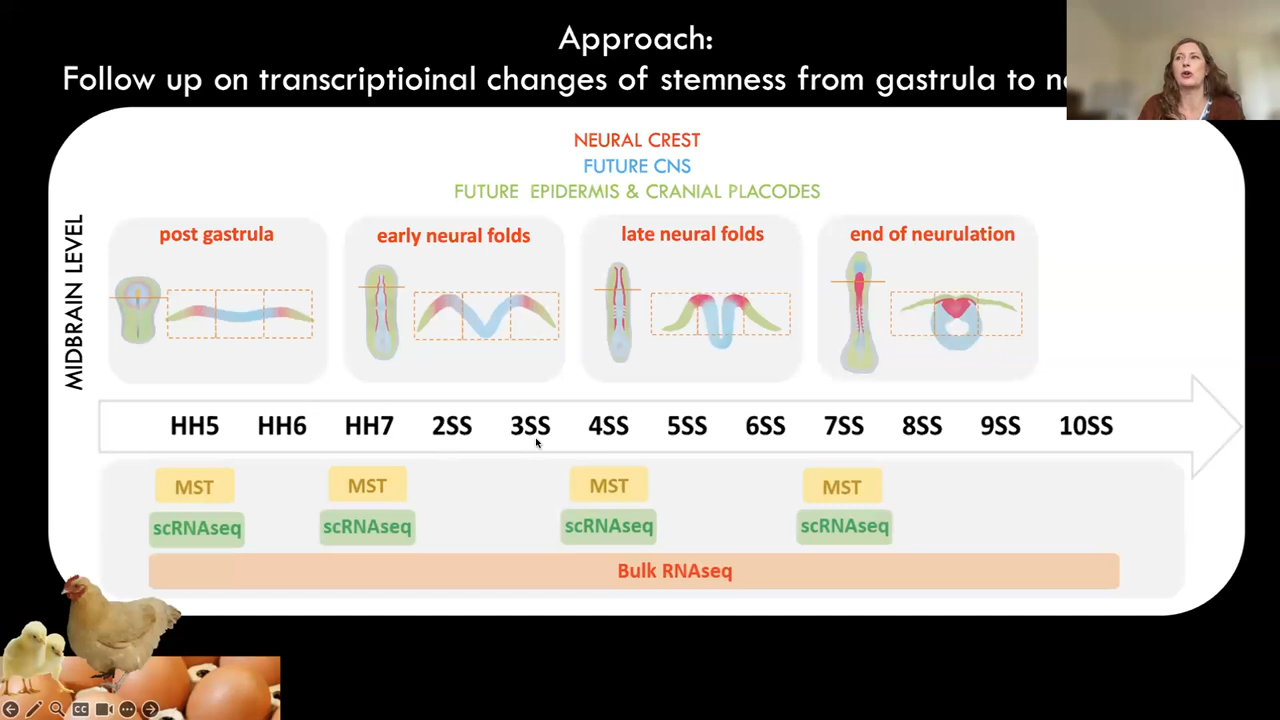 Approach:
Follow up on transcriptioinal changes of stemness from gastrula to
NEURAL CREST
FUTURE CNS
FUTURE EPIDERMIS & CRANIAL PLACODES
MIDBRAIN LEVEL
post gastrula
early neural folds
late neural folds
end of neurulation
HH5 HH6 HH7 2SS 3SS 4SS 5SS 6SS 7SS 8SS 9SS 10SS
MST MST MST MST
scRNAseq scRNAseq scRNAseq scRNAseq
Bulk RNAseq
CC